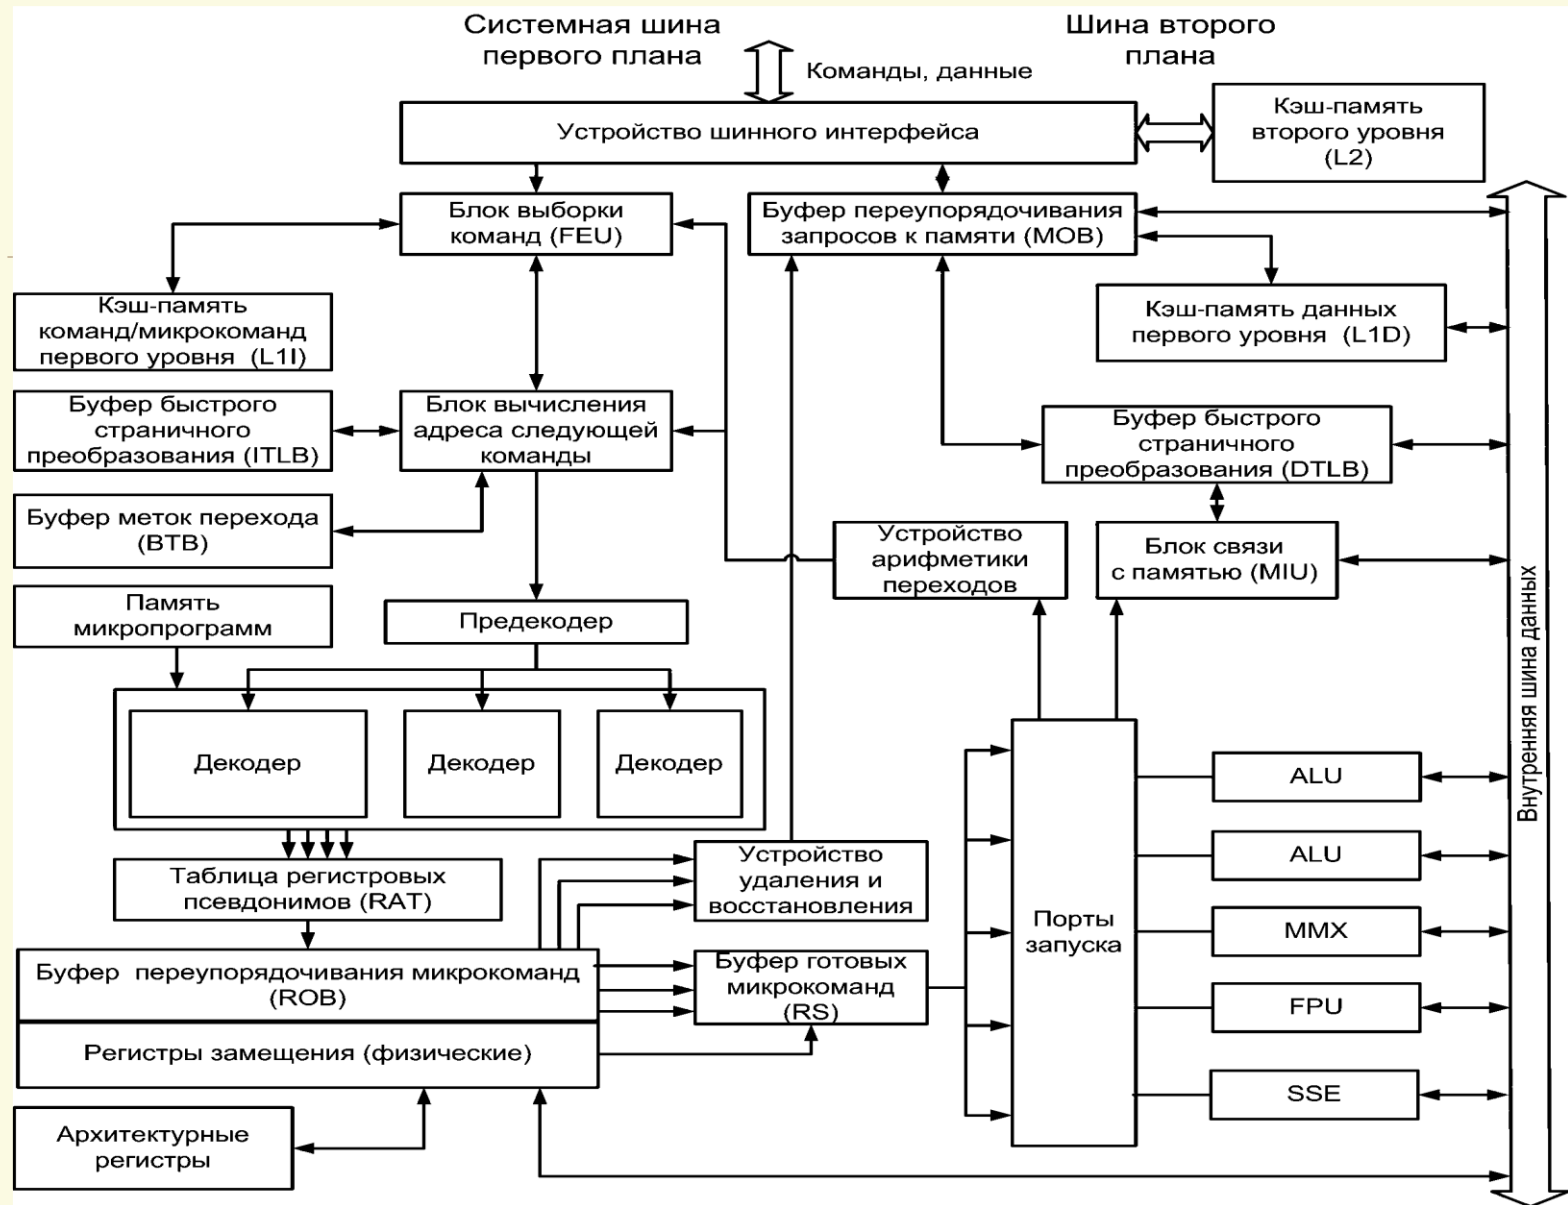 Системная шина
первого плана
Шина второго
плана
Команды, данные
Устройство шинного интерфейса
Кэш-память
второго уровня
(L2)
Блок выборки
команд (FEU)
Буфер переупорядочивания
запросов к памяти (MOB)
Кэш-память
команд/микрокоманд
первого уровня (L1I)
Кэш-память данных
первого уровня (L1D)
Буфер быстрого
страничного
преобразования (ITLB)
Блок вычисления
адреса следующей
команды
Буфер быстрого
страничного
преобразования (DTLB)
Буфер меток перехода
(BTB)
Устройство
арифметики
переходов
Блок связи
с памятью (MIU)
Память
микропрограмм
Предекодер
Внутренняя шина данных
Декодер
Декодер
Декодер
ALU
ALU
MMX
FPU
SSE
Порты
запуска
Таблица регистровых
псевдонимов (RAT)
Устройство
удаления и
восстановления
Буфер переупорядочивания микрокоманд
(ROB)
Буфер готовых
микрокоманд
(RS)
Регистры замещения (физические)
Архитектурные
регистры